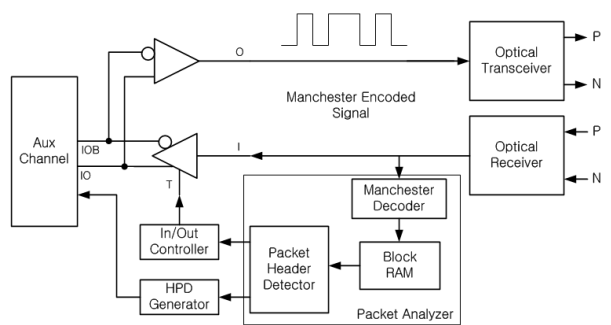 O
Optical
Transceiver
P
N
Manchester Encoded
Signal
Aux
Channel
IOB
IO
I
T
Optical
Receiver
P
N
Manchester
Decoder
In/Out
Controller
Packet
Header
Detector
Block
RAM
HPD
Generator
Packet Analyzer